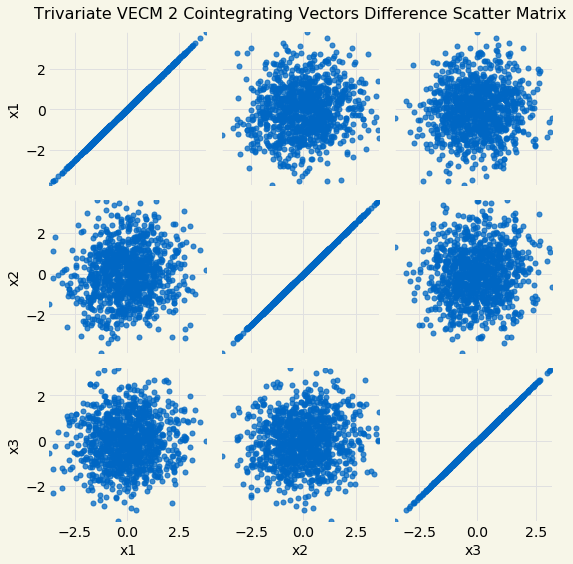 Trivariate VECM 2 Cointegrating Vectors Difference Scatter Matrix
x1
2
0
−2
x2
2
0
−2
x3
2
0
−2
−2.5 0.0 2.5 −2.5 0.0 2.5 −2.5 0.0 2.5
x1 x2 x3